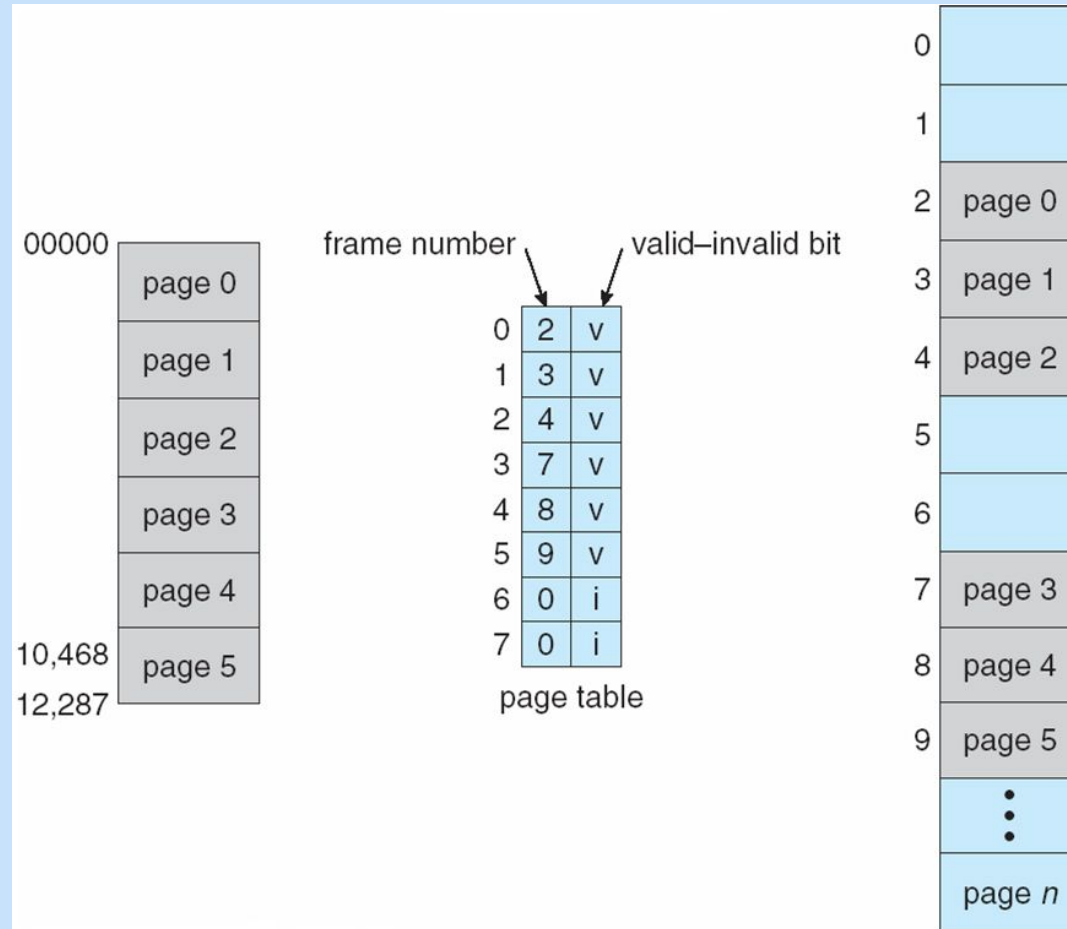 00000
page 0
page 1
page 2
page 3
page 4
10,468
page 5
12,287
frame number
valid–invalid bit
0 2 v
1 3 v
2 4 v
3 7 v
4 8 v
5 9 v
6 0 i
7 0 i
page table
0
1
2 page 0
3 page 1
4 page 2
5
6
7 page 3
8 page 4
9 page 5
page n